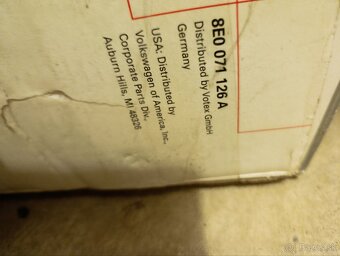 8E0 071 126 A
Distributed by Votex GmbH
Germany
USA: Distributed by
Volkswagen of America, Inc.
Corporate Parts Div.
Auburn Hills, MI 48326